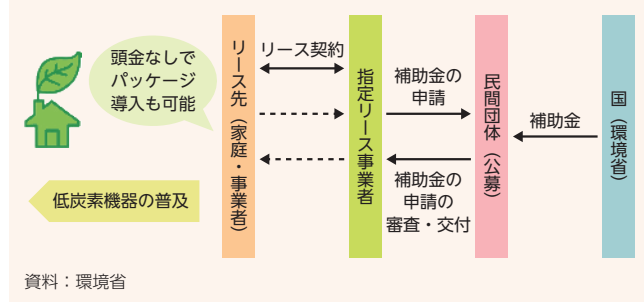 頭金なしで
パッケージ
導入も可能
低炭素機器の普及
リース先（家庭・事業者）
リース契約
指定リース事業者
補助金の
申請
補助金の
申請の
審査・交付
民間団体（公募）
補助金
国（環境省）
資料：環境省